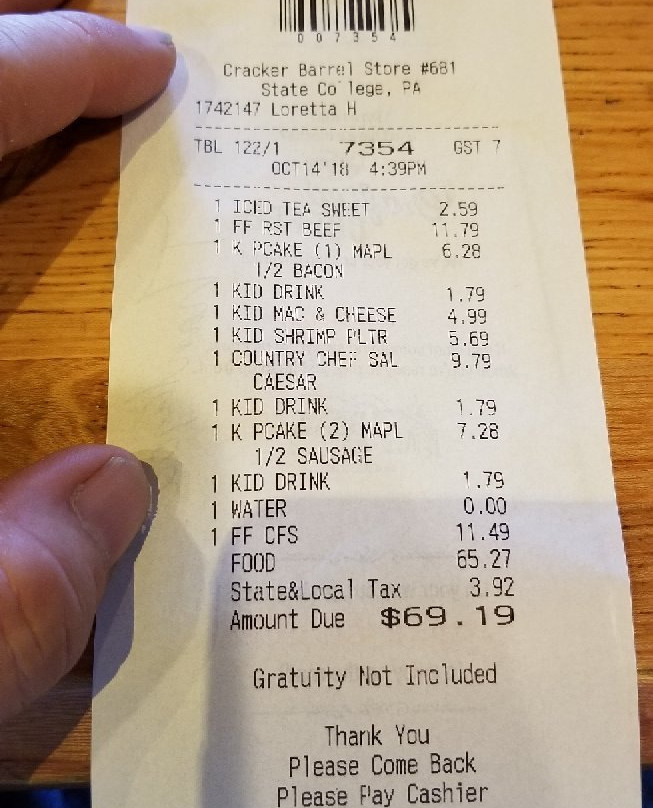 007354
Cracker Barrel Store #681
State College, PA
1742147 Loretta H
TBL 122/1 7354 GST 7
OCT14'18 4:39PM
1 ICED TEA SWEET 2.59
1 FF RST BEEF 11.79
1 K PCAKE (1) MAPL 6.28
1/2 BACON
1 KID DRINK 1.79
1 KID MAC & CHEESE 4.99
1 KID SHRIMP PLTR 5.69
1 COUNTRY CHEF SAL 9.79
CAESAR
1 KID DRINK 1.79
1 K PCAKE (2) MAPL 7.28
1/2 SAUSAGE
1 KID DRINK 1.79
1 WATER 0.00
1 FF CFS 11.49
FOOD 65.27
State&Local Tax 3.92
Amount Due $69.19
Gratuity Not Included
Thank You
Please Come Back
Please Pay Cashier